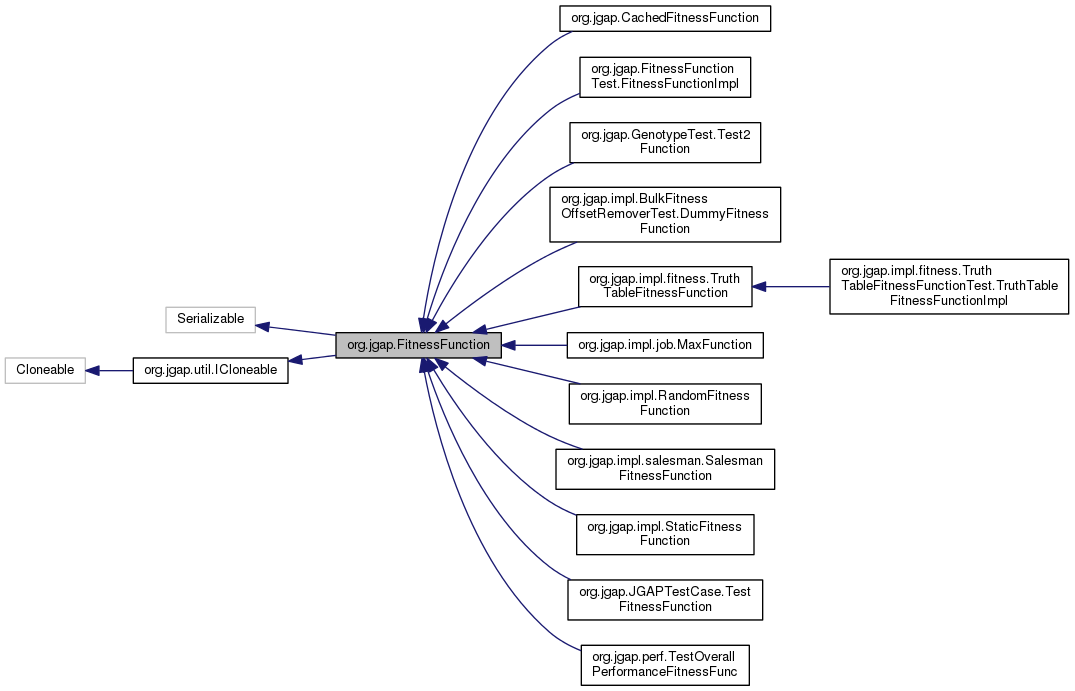 org.jgap.CachedFitnessFunction
org.jgap.FitnessFunction
Test.FitnessFunctionImpl
org.jgap.GenotypeTest.Test2
Function
org.jgap.impl.BulkFitness
OffsetRemoverTest.DummyFitness
Function
org.jgap.impl.fitness.Truth
TableFitnessFunction
org.jgap.impl.fitness.Truth
TableFitnessFunctionTest.TruthTable
FitnessFunctionImpl
Serializable
Cloneable
org.jgap.util.ICloneable
org.jgap.FitnessFunction
org.jgap.impl.job.MaxFunction
org.jgap.impl.RandomFitness
Function
org.jgap.impl.salesman.Salesman
FitnessFunction
org.jgap.impl.StaticFitness
Function
org.jgap.JGAPTestCase.Test
FitnessFunction
org.jgap.perf.TestOverall
PerformanceFitnessFunc